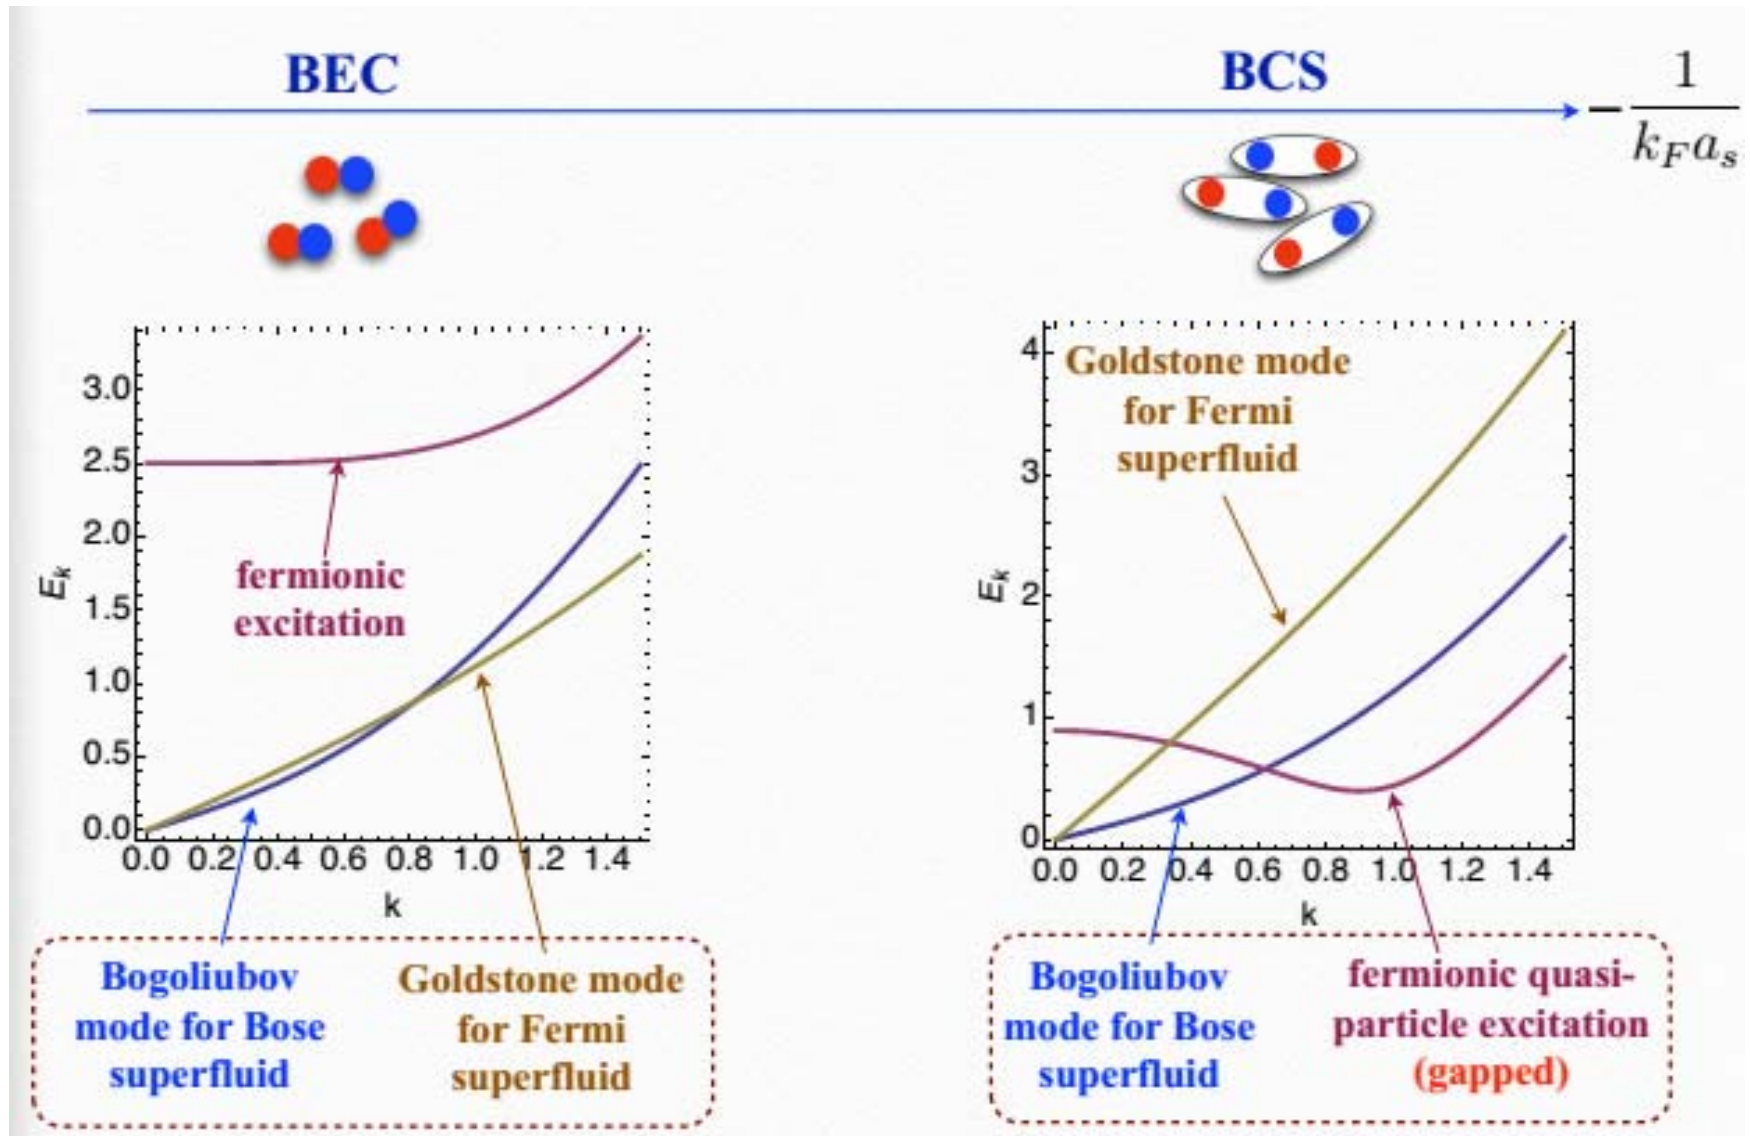 BEC
BCS
− 1 / k_F a_s
3.0
2.5
2.0
1.5
1.0
0.5
0.0
E_k
0.0 0.2 0.4 0.6 0.8 1.0 1.2 1.4
k
fermionic
excitation
Bogoliubov
mode for Bose
superfluid
Goldstone mode
for Fermi
superfluid
4
3
2
1
0
E_k
0.0 0.2 0.4 0.6 0.8 1.0 1.2 1.4
k
Goldstone mode
for Fermi
superfluid
Bogoliubov
mode for Bose
superfluid
fermionic quasi-
particle excitation
(gapped)